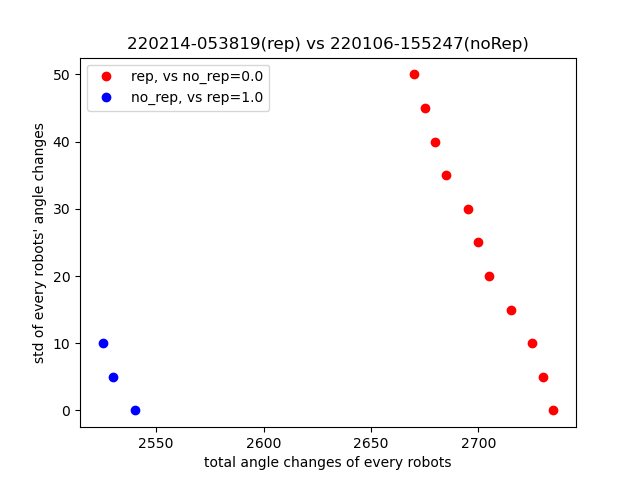 220214-053819(rep) vs 220106-155247(noRep)
rep, vs no_rep=0.0
no_rep, vs rep=1.0
std of every robots' angle changes
50
40
30
20
10
0
2550
2600
2650
2700
total angle changes of every robots